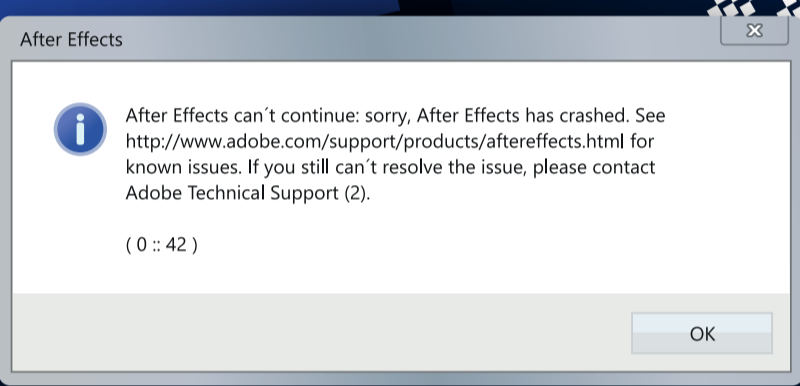 After Effects
After Effects can´t continue: sorry, After Effects has crashed. See
http://www.adobe.com/support/products/aftereffects.html for
known issues. If you still can´t resolve the issue, please contact
Adobe Technical Support (2).
( 0 :: 42 )
OK